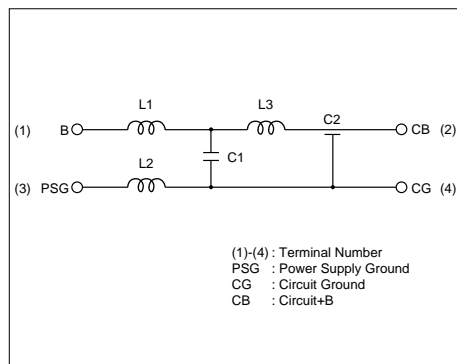 L1
L3
C2
(1) B
CB (2)
C1
L2
(3) PSG
CG (4)
(1)-(4) : Terminal Number
PSG : Power Supply Ground
CG : Circuit Ground
CB : Circuit+B